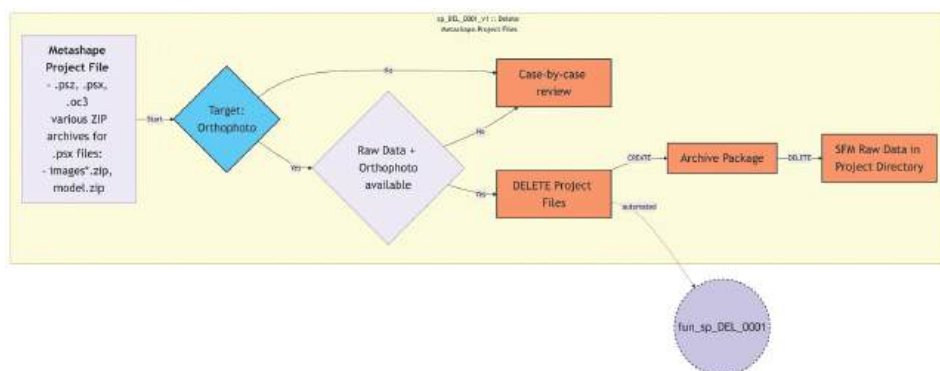 sp_DEL_0001_v1 :: Delete
Metashape Project Files
Metashape
Project File
- .psz, .psx,
.oc3
various ZIP
archives for
.psx files:
- images*.zip,
model.zip
Start
Target:
Orthophoto
No
Yes
Case-by-case
review
Raw Data +
Orthophoto
available
No
Yes
DELETE Project
Files
CREATE
Archive Package
DELETE
SFM Raw Data in
Project Directory
automated
fun_sp_DEL_0001